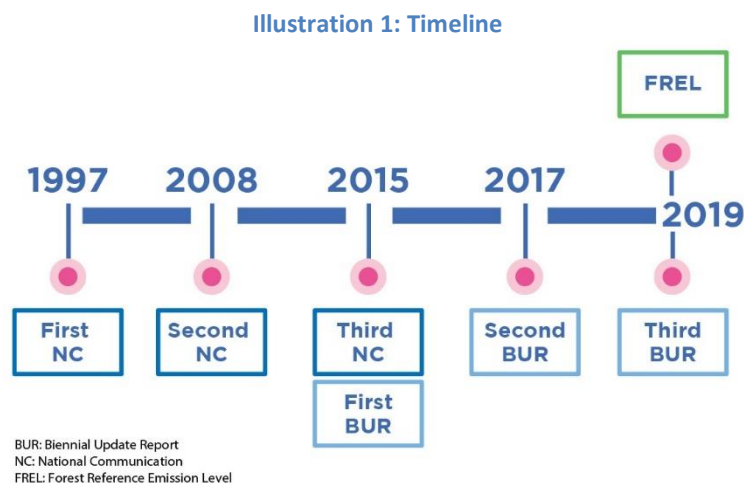 Illustration 1: Timeline
FREL
1997
2008
2015
2017
2019
First
NC
Second
NC
Third
NC
Second
BUR
Third
BUR
First
BUR
BUR: Biennial Update Report
NC: National Communication
FREL: Forest Reference Emission Level